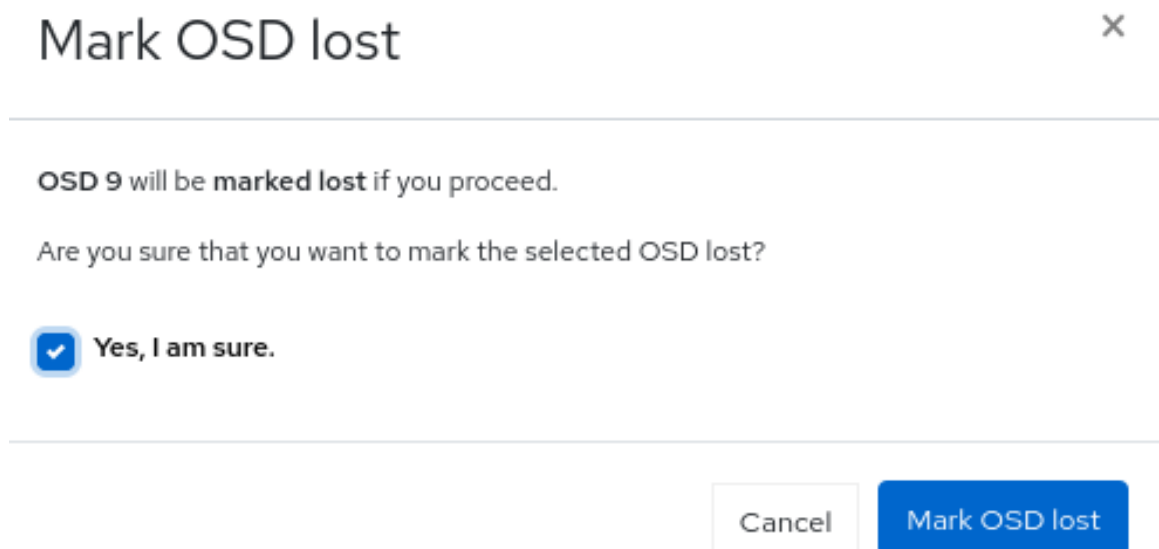 Mark OSD lost
OSD 9 will be marked lost if you proceed.
Are you sure that you want to mark the selected OSD lost?
Yes, I am sure.
Cancel
Mark OSD lost